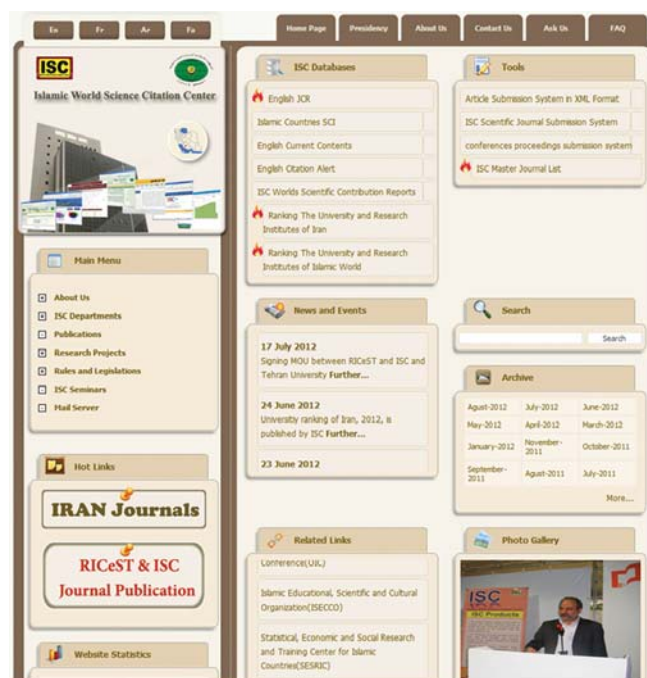 En Fr Ar Fa
Home Page Presidency About Us Contact Us Ask Us FAQ
ISC
Islamic World Science Citation Center
Main Menu
About Us
ISC Departments
Publications
Research Projects
Rules and Legislations
ISC Seminars
Mail Server
Hot Links
IRAN Journals
RICeST & ISC
Journal Publication
Website Statistics
ISC Databases
English JCR
Islamic Countries SCI
English Current Contents
English Citation Alert
ISC Worlds Scientific Contribution Reports
Ranking The University and Research
Institutes of Iran
Ranking The University and Research
Institutes of Islamic World
Tools
Article Submission System in XML Format
ISC Scientific Journal Submission System
conferences proceedings submission system
ISC Master Journal List
News and Events
17 July 2012
Signing MOU between RICeST and ISC and
Tehran University Further...
24 June 2012
University ranking of Iran, 2012, is
published by ISC Further...
23 June 2012
Search
Search
Archive
Agust-2012 July-2012 June-2012
May-2012 April-2012 March-2012
January-2012 November-2011 October-2011
September-2011 Agust-2011 July-2011
More...
Related Links
Conference(OIC)
Islamic Educational, Scientific and Cultural
Organization(ISECCO)
Statistical, Economic and Social Research
and Training Center for Islamic
Countries(SESRIC)
Photo Gallery
ISC
ISC Products